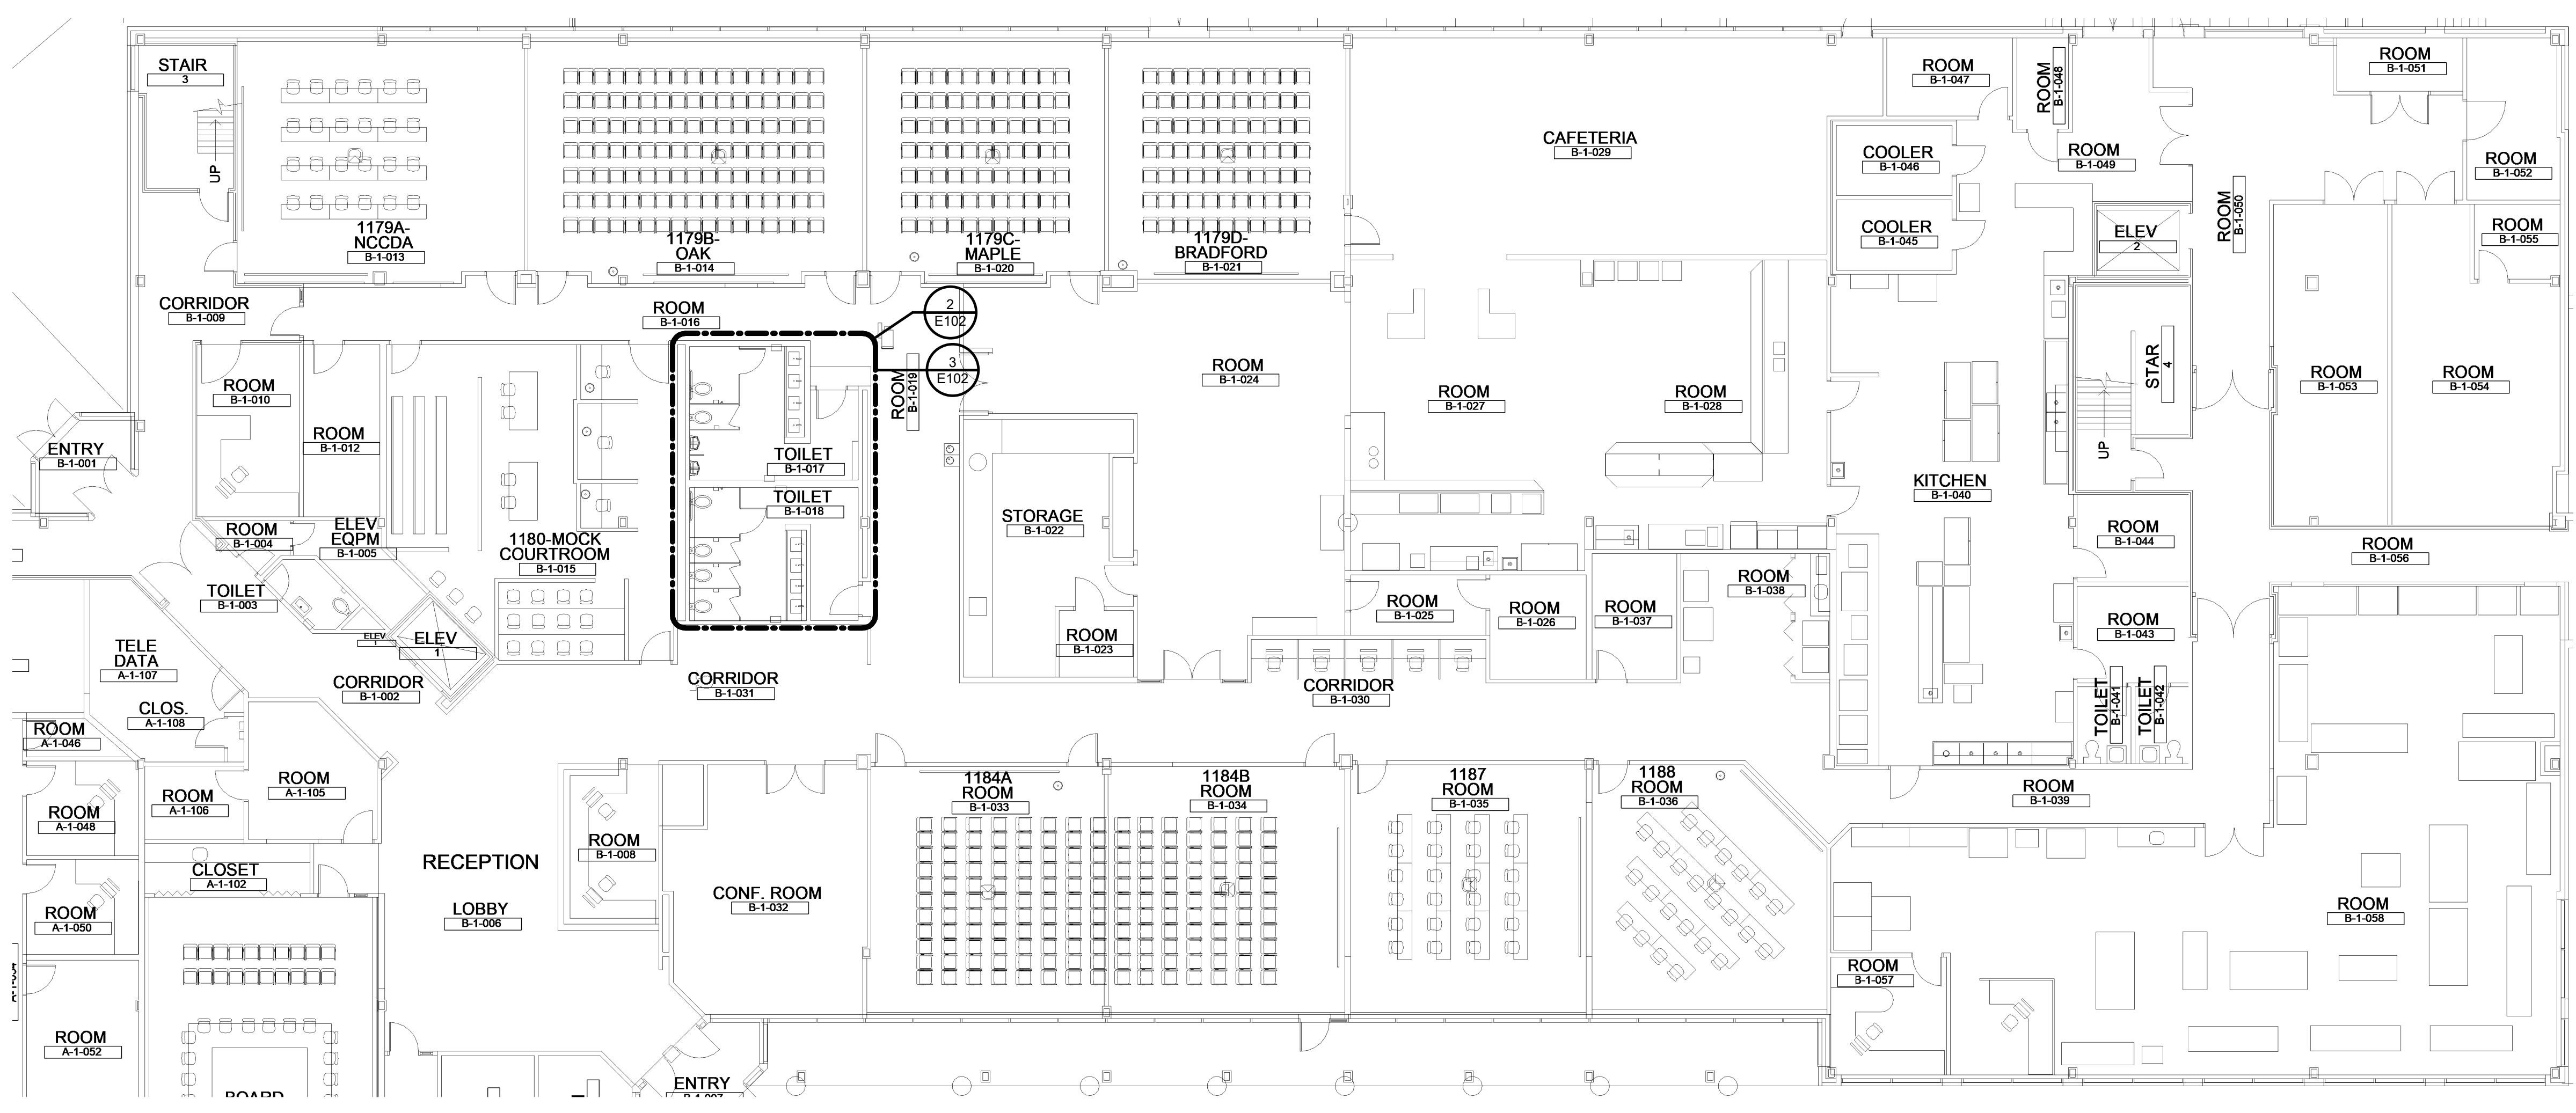 STAIR
3
UP
1179A-
NCCDA
B-1-013
1179B-
OAK
B-1-014
1179C-
MAPLE
B-1-020
1179D-
BRADFORD
B-1-021
CAFETERIA
B-1-029
ROOM
B-1-047
ROOM
B-1-048
ROOM
B-1-049
COOLER
B-1-046
COOLER
B-1-045
ELEV
2
ROOM
B-1-050
ROOM
B-1-051
ROOM
B-1-052
ROOM
B-1-055
CORRIDOR
B-1-009
ROOM
B-1-016
2
E102
3
E102
ROOM
B-1-019
ROOM
B-1-010
ROOM
B-1-012
ENTRY
B-1-001
ROOM
B-1-004
ELEV
EQPM
B-1-005
TOILET
B-1-003
1180-MOCK
COURTROOM
B-1-015
TOILET
B-1-017
TOILET
B-1-018
ROOM
B-1-024
STORAGE
B-1-022
ROOM
B-1-023
ROOM
B-1-027
ROOM
B-1-028
KITCHEN
B-1-040
STAR
4
UP
ROOM
B-1-053
ROOM
B-1-054
ROOM
B-1-044
ROOM
B-1-056
ROOM
B-1-043
TOILET
B-1-041
TOILET
B-1-042
ROOM
B-1-025
ROOM
B-1-026
ROOM
B-1-037
ROOM
B-1-038
ELEV
1
ELEV
1
TELE
DATA
A-1-107
CLOS.
A-1-108
CORRIDOR
B-1-002
CORRIDOR
B-1-031
CORRIDOR
B-1-030
ROOM
A-1-046
ROOM
A-1-048
ROOM
A-1-106
ROOM
A-1-105
CLOSET
A-1-102
ROOM
A-1-050
ROOM
A-1-052
RECEPTION
LOBBY
B-1-006
ROOM
B-1-008
CONF. ROOM
B-1-032
1184A
ROOM
B-1-033
1184B
ROOM
B-1-034
1187
ROOM
B-1-035
1188
ROOM
B-1-036
ROOM
B-1-039
ROOM
B-1-058
ROOM
B-1-057
ENTRY
B-1-007
BOARD